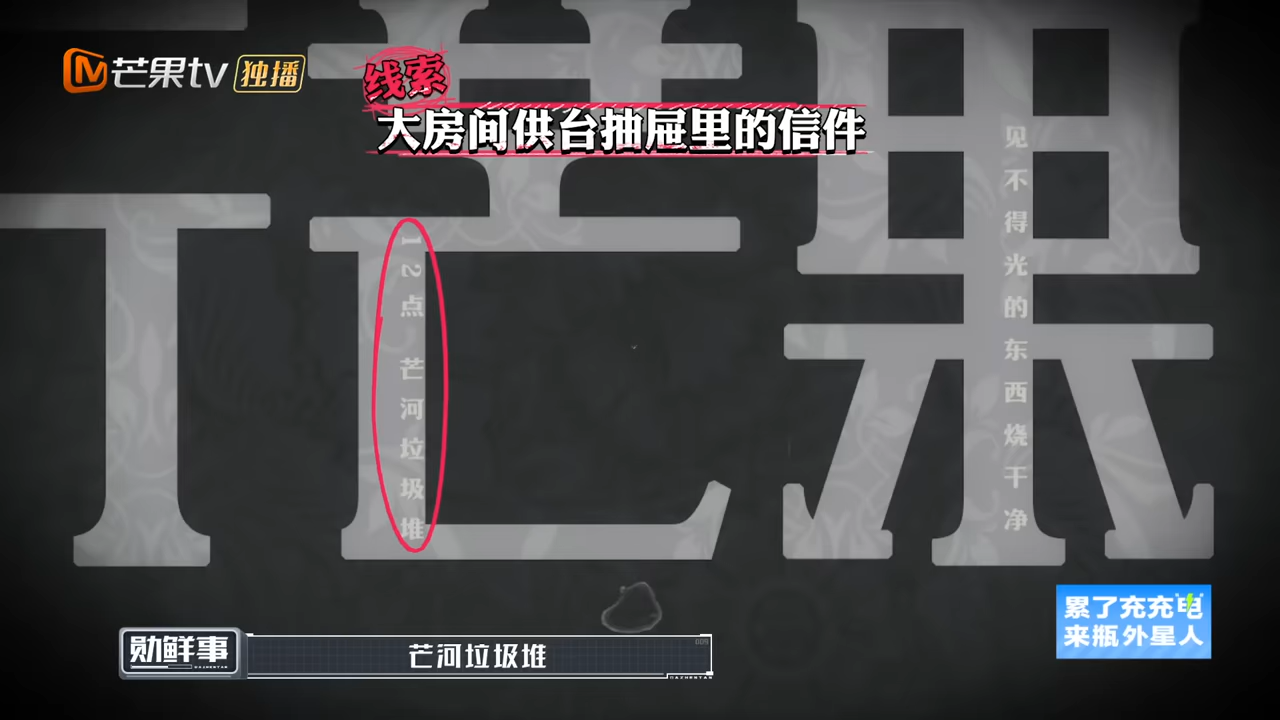 芒果tv 独播
线索
大房间供台抽屉里的信件
芒果
12点 芒河垃圾堆
见不得光的东西烧干净
勋鲜事
芒河垃圾堆
累了充充电
来瓶外星人